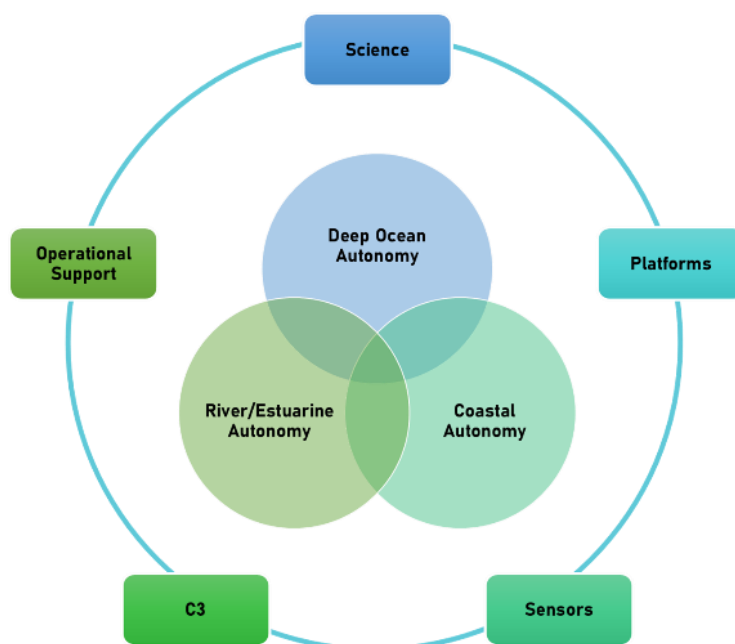 Science
Operational
Support
Platforms
Deep Ocean
Autonomy
River/Estuarine
Autonomy
Coastal
Autonomy
C3
Sensors